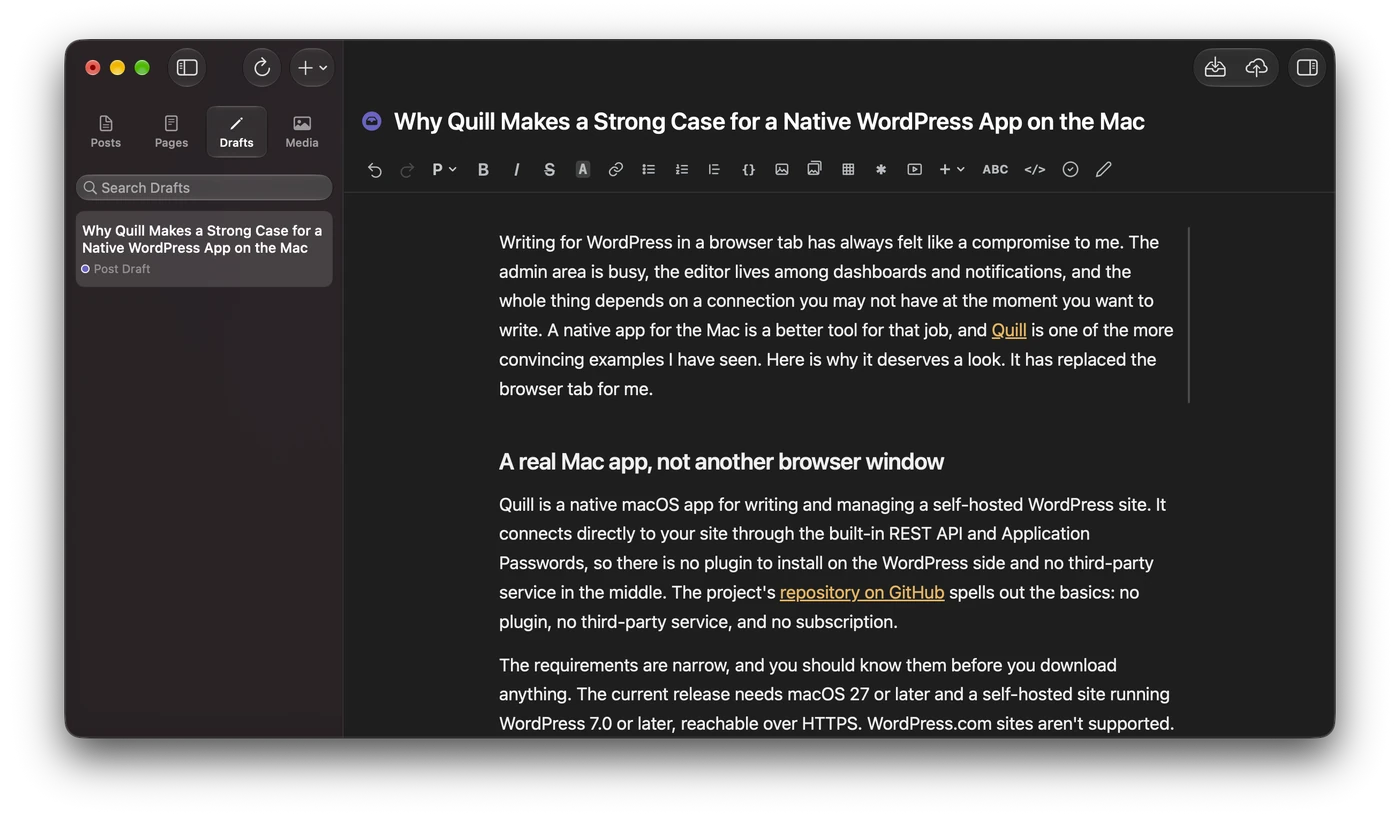 Posts
Pages
Drafts
Media
Search Drafts
Why Quill Makes a Strong Case for a
Native WordPress App on the Mac
Post Draft
Why Quill Makes a Strong Case for a Native WordPress App on the Mac
P B I S A {} ✱ + ABC </>
Writing for WordPress in a browser tab has always felt like a compromise to me. The
admin area is busy, the editor lives among dashboards and notifications, and the
whole thing depends on a connection you may not have at the moment you want to
write. A native app for the Mac is a better tool for that job, and Quill is one of the more
convincing examples I have seen. Here is why it deserves a look. It has replaced the
browser tab for me.
A real Mac app, not another browser window
Quill is a native macOS app for writing and managing a self-hosted WordPress site. It
connects directly to your site through the built-in REST API and Application
Passwords, so there is no plugin to install on the WordPress side and no third-party
service in the middle. The project's repository on GitHub spells out the basics: no
plugin, no third-party service, and no subscription.
The requirements are narrow, and you should know them before you download
anything. The current release needs macOS 27 or later and a self-hosted site running
WordPress 7.0 or later, reachable over HTTPS. WordPress.com sites aren't supported.